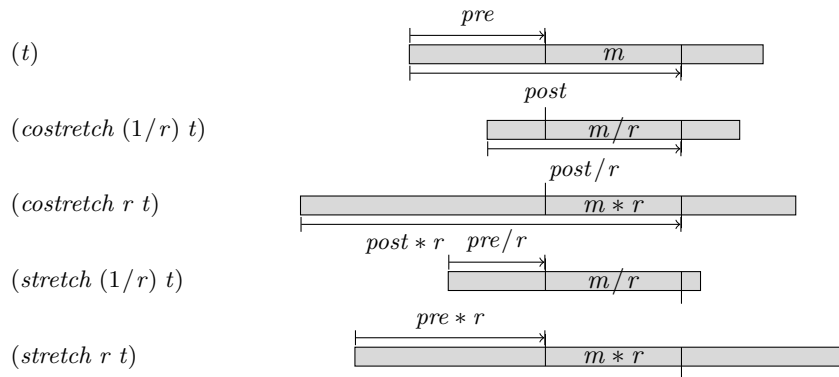 pre
(t)
m
post
(costretch (1/r) t)
m/r
post/r
(costretch r t)
m ∗ r
post ∗ r
pre/r
(stretch (1/r) t)
m/r
pre ∗ r
(stretch r t)
m ∗ r